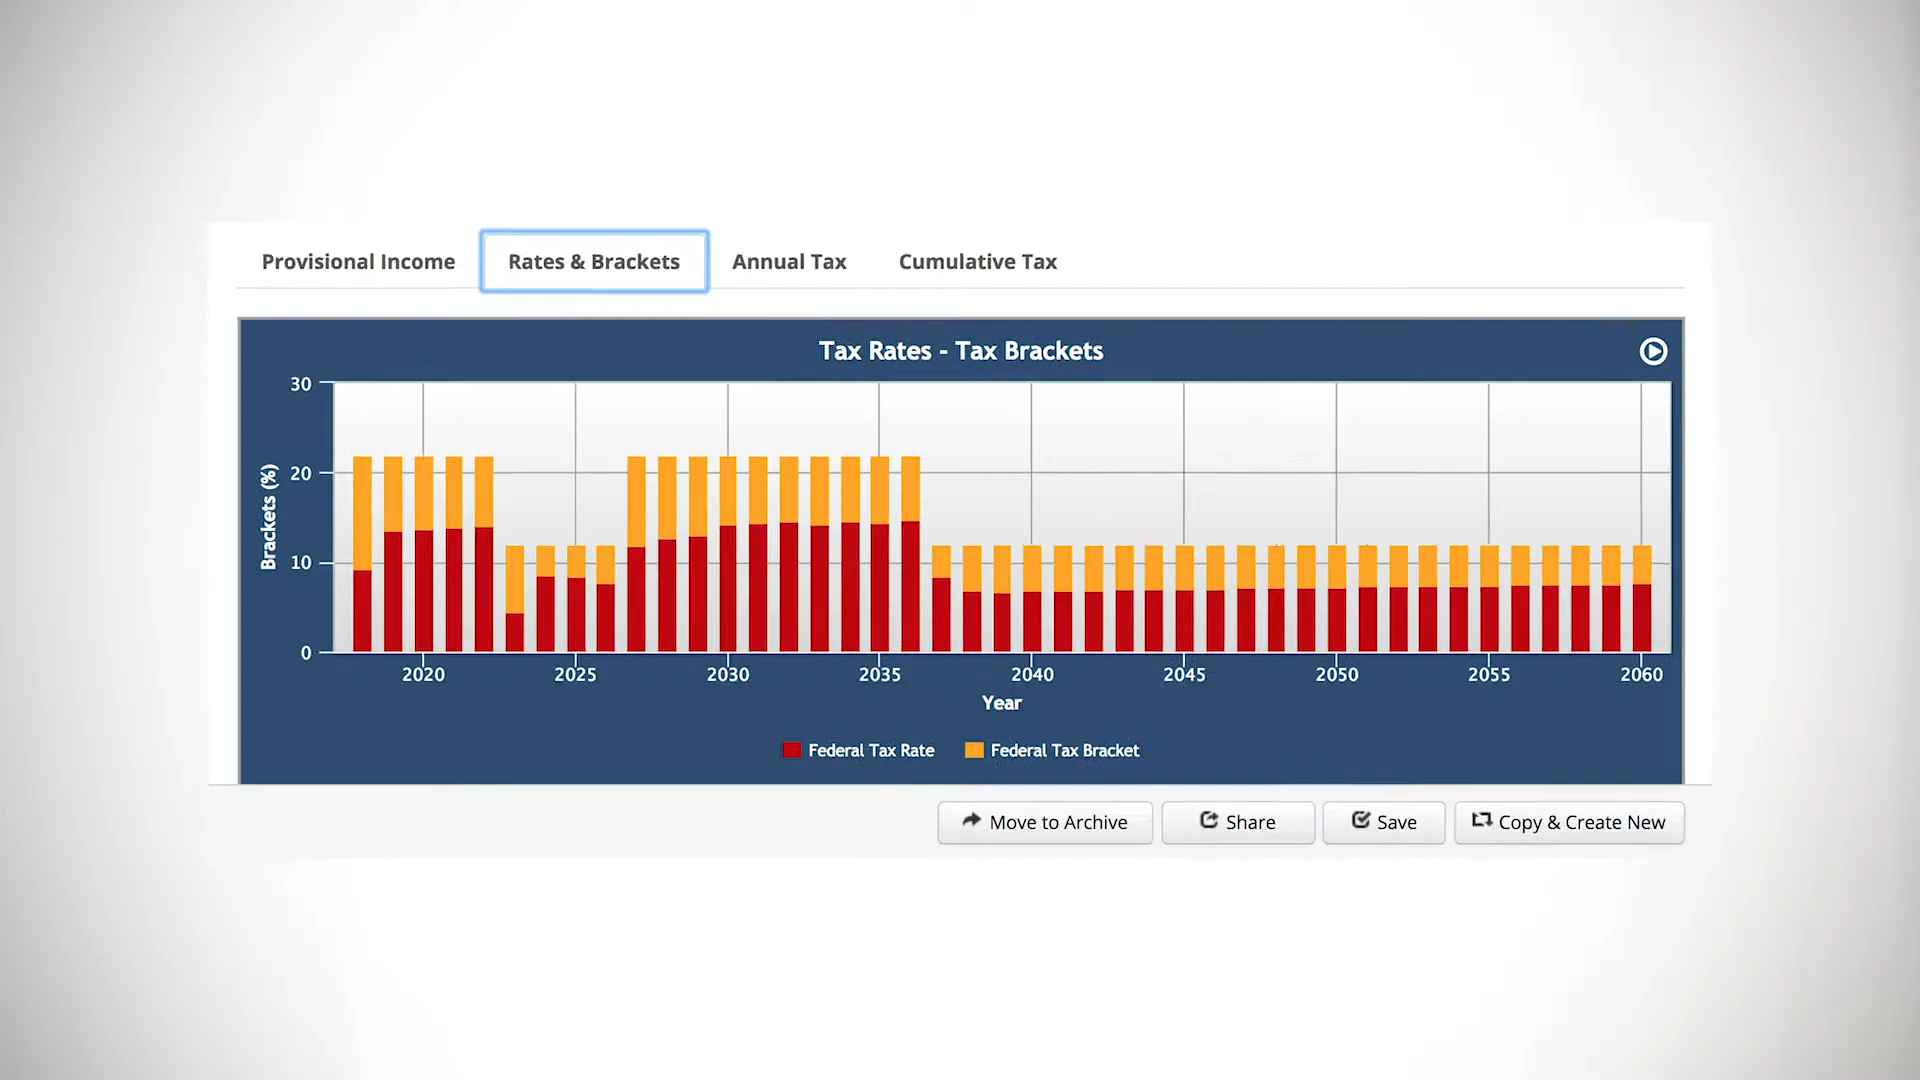 Provisional Income Rates & Brackets Annual Tax Cumulative Tax
Tax Rates - Tax Brackets
30
20
10
0
Brackets (%)
2020 2025 2030 2035 2040 2045 2050 2055 2060
Year
Federal Tax Rate Federal Tax Bracket
Move to Archive Share Save Copy & Create New